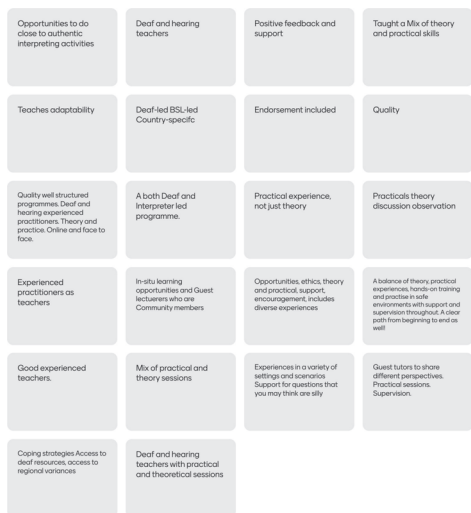 Opportunities to do
close to authentic
interpreting activities
Deaf and hearing
teachers
Positive feedback and
support
Taught a Mix of theory
and practical skills
Teaches adaptability
Deaf-led BSL-led
Country-specifc
Endorsement included
Quality
Quality well structured
programmes. Deaf and
hearing experienced
practitioners. Theory and
practice. Online and face to
face.
A both Deaf and
Interpreter led
programme.
Practical experience,
not just theory
Practicals theory
discussion observation
Experienced
practitioners as
teachers
In-situ learning
opportunities and Guest
lectuerers who are
Community members
Opportunities, ethics, theory
and practical, support,
encouragement, includes
diverse experiences
A balance of theory, practical
experiences, hands-on training
and practise in safe
environments with support and
supervision throughout. A clear
path from beginning to end as
well!
Good experienced
teachers.
Mix of practical and
theory sessions
Experiences in a variety of
settings and scenarios
Support for questions that
you may think are silly
Guest tutors to share
different perspectives.
Practical sessions.
Supervision.
Coping strategies Access to
deaf resources, access to
regional variances
Deaf and hearing
teachers with practical
and theoretical sessions